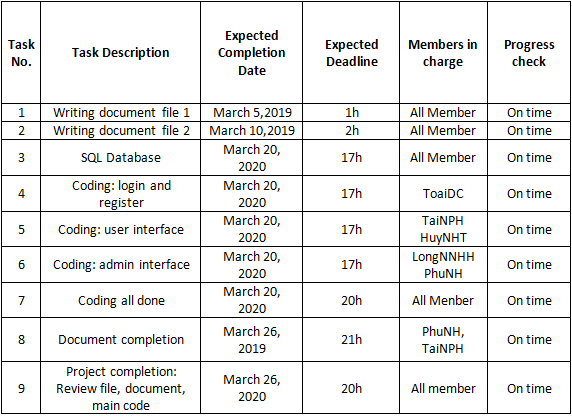 Task No. Task Description Expected Completion Date Expected Deadline Members in charge Progress check
1 Writing document file 1 March 5,2019 1h All Member On time
2 Writing document file 2 March 10,2019 2h All Member On time
3 SQL Database March 20, 2020 17h All Member On time
4 Coding: login and register March 20, 2020 17h ToaiDC On time
5 Coding: user interface March 20, 2020 17h TaiNPH HuyNHT On time
6 Coding: admin interface March 20, 2020 17h LongNNHH PhuNH On time
7 Coding all done March 20, 2020 20h All Menber On time
8 Document completion March 26, 2019 21h PhuNH, TaiNPH On time
9 Project completion: Review file, document, main code March 26, 2020 20h All member On time